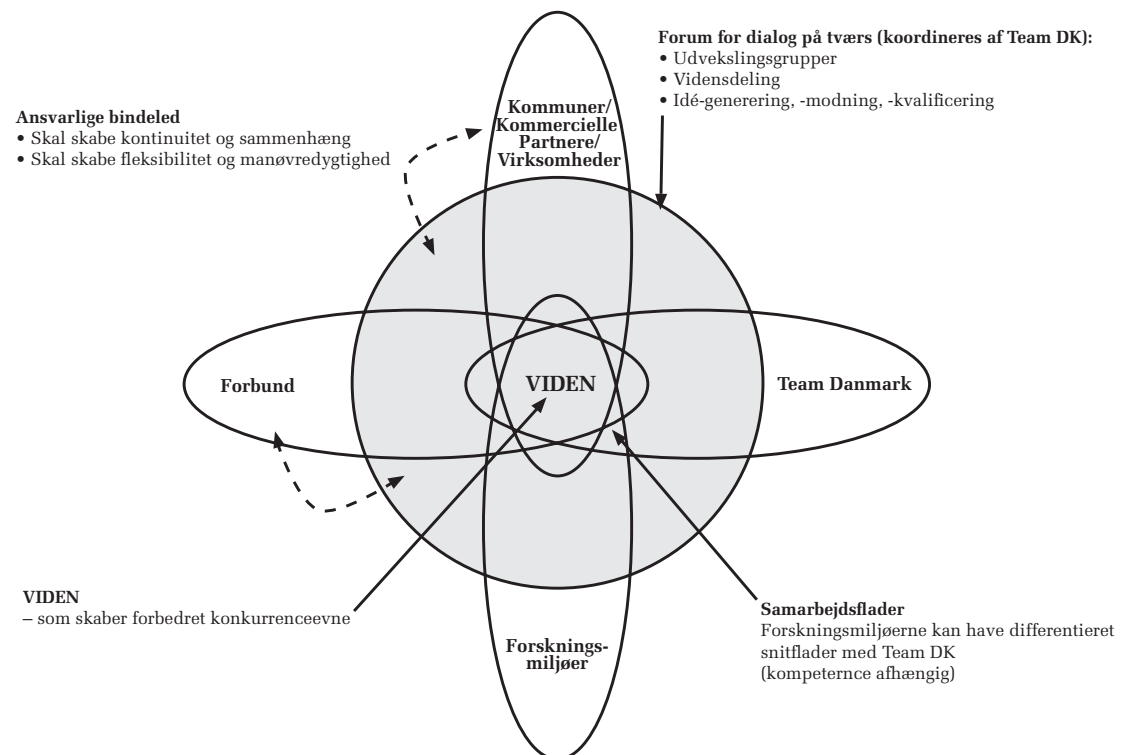 Forum for dialog på tværs (koordineres af Team DK):
• Udvekslingsgrupper
• Vidensdeling
• Idé-generering, -modning, -kvalificering
Ansvarlige bindeled
• Skal skabe kontinuitet og sammenhæng
• Skal skabe fleksibilitet og manøvredygtighed
Kommuner/
Kommercielle
Partnere/
Virksomheder
Forbund
VIDEN
Team Danmark
VIDEN
– som skaber forbedret konkurrenceevne
Samarbejdsflader
Forskningsmiljøerne kan have differentieret
snitflader med Team DK
(kompeternce afhængig)
Forsknings-
miljøer